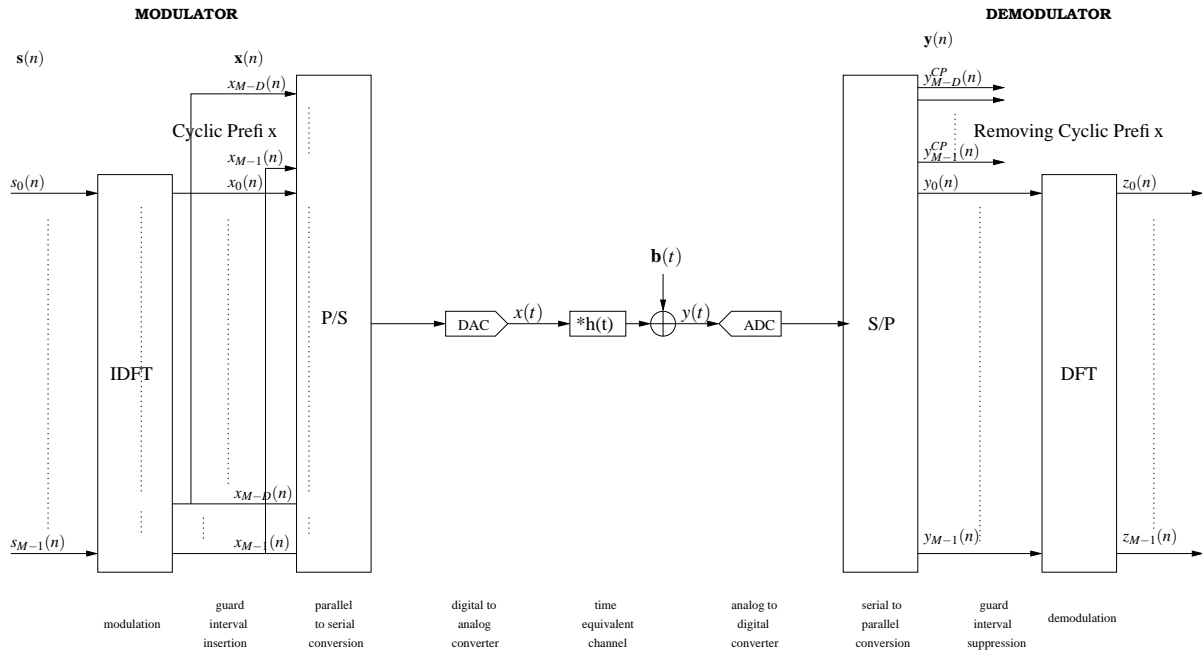 MODULATOR
DEMODULATOR
s(n)
x(n)
y(n)
x_{M−D}(n)
y^{CP}_{M−D}(n)
Cyclic Prefi x
Removing Cyclic Prefi x
x_{M−1}(n)
y^{CP}_{M−1}(n)
s_0(n)
x_0(n)
y_0(n)
z_0(n)
b(t)
P/S
DAC
x(t)
*h(t)
y(t)
ADC
S/P
IDFT
DFT
x_{M−D}(n)
s_{M−1}(n)
x_{M−1}(n)
y_{M−1}(n)
z_{M−1}(n)
modulation
guard
interval
insertion
parallel
to serial
conversion
digital to
analog
converter
time
equivalent
channel
analog to
digital
converter
serial to
parallel
conversion
guard
interval
suppression
demodulation